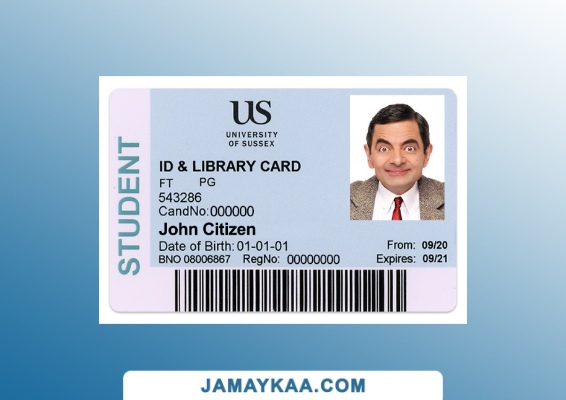 STUDENT
US
UNIVERSITY
OF SUSSEX
ID & LIBRARY CARD
FT PG
543286
CandNo:000000
John Citizen
Date of Birth: 01-01-01
From: 09/20
BNO 08006867 RegNo: 00000000
Expires: 09/21
JAMAYKAA.COM